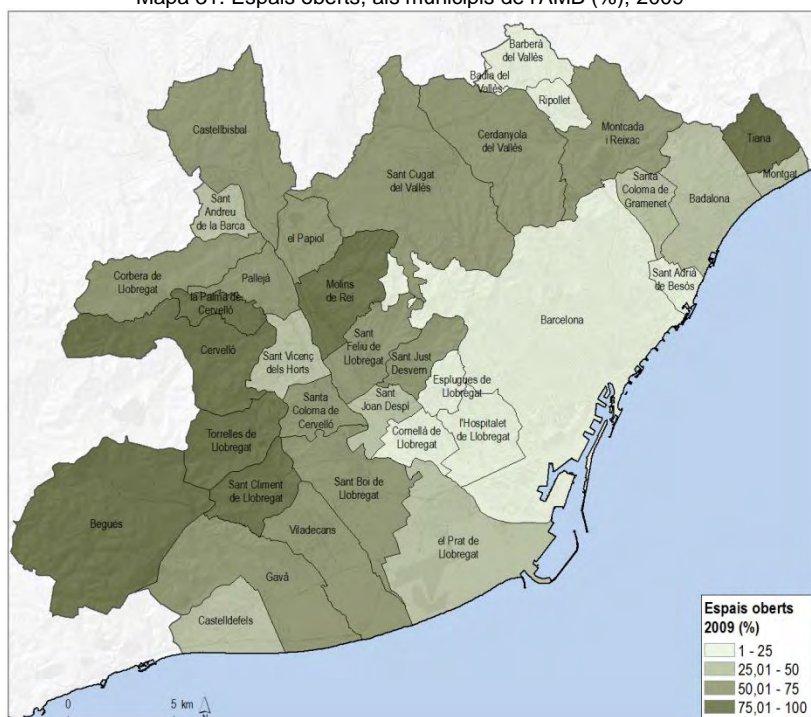 Mapa 31: Espais oberts, als municipis de l'AMB (%), 2009
Barberà
del Vallès
Badia del
Vallès
Ripollet
Castellbisbal
Cerdanyola
del Vallès
Montcada
i Reixac
Tiana
Sant Cugat
del Vallès
Santa
Coloma de
Gramenet
Montgat
Badalona
Sant
Andreu
de la Barca
el Papiol
Corbera de
Llobregat
Pallejà
Molins
de Rei
Sant Adrià
de Besòs
la Palma de
Cervelló
Barcelona
Cervelló
Sant Vicenç
dels Horts
Sant
Feliu de
Llobregat
Sant Just
Desvern
Esplugues de
Llobregat
Santa
Coloma de
Cervelló
Sant
Joan Despí
Cornellà de
Llobregat
l'Hospitalet
de Llobregat
Torrelles de
Llobregat
Sant Climent
de Llobregat
Sant Boi de
Llobregat
Begues
Viladecans
el Prat de
Llobregat
Gavà
Castelldefels
Espais oberts
2009 (%)
1 - 25
25,01 - 50
50,01 - 75
75,01 - 100
0 5 km
N